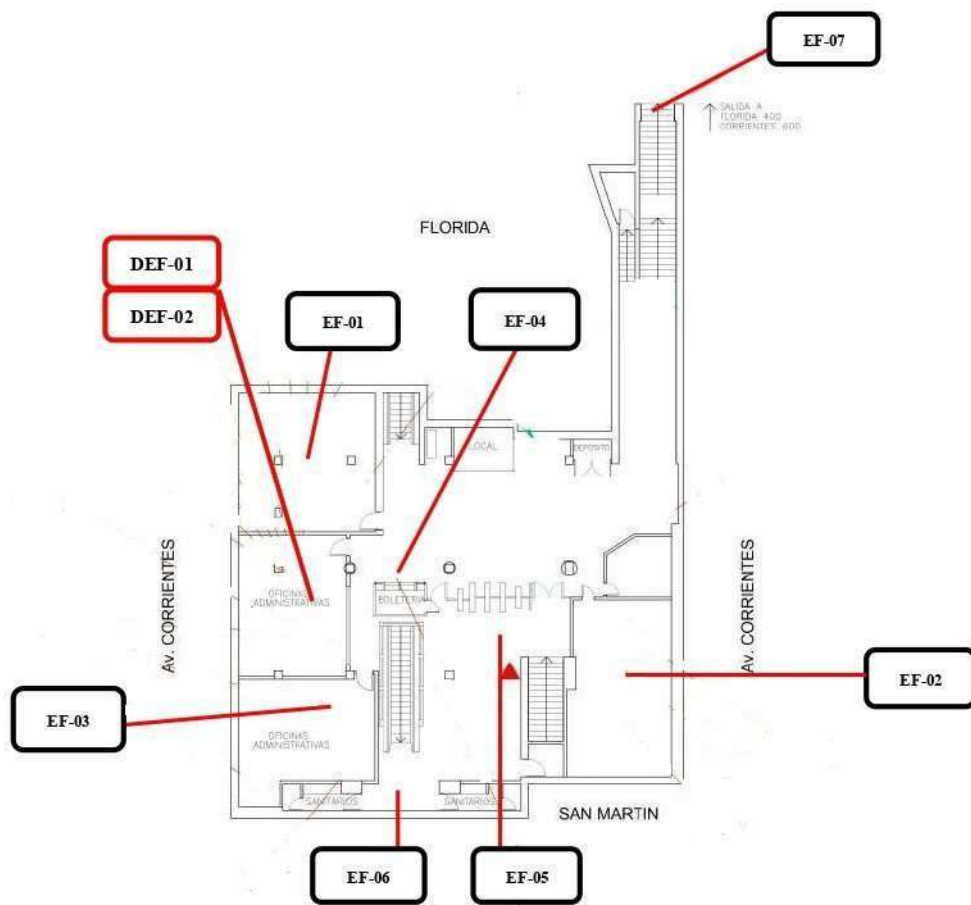 EF-07
SALIDA A
FLORIDA 400
CORRIENTES 600
FLORIDA
DEF-01
DEF-02
EF-01
EF-04
LOCAL
DEPOSITO
Av. CORRIENTES
OFICINAS
ADMINISTRATIVAS
BOLETERIA
Av. CORRIENTES
EF-02
EF-03
OFICINAS
ADMINISTRATIVAS
SANITARIOS
SANITARIOS
SAN MARTIN
EF-06
EF-05